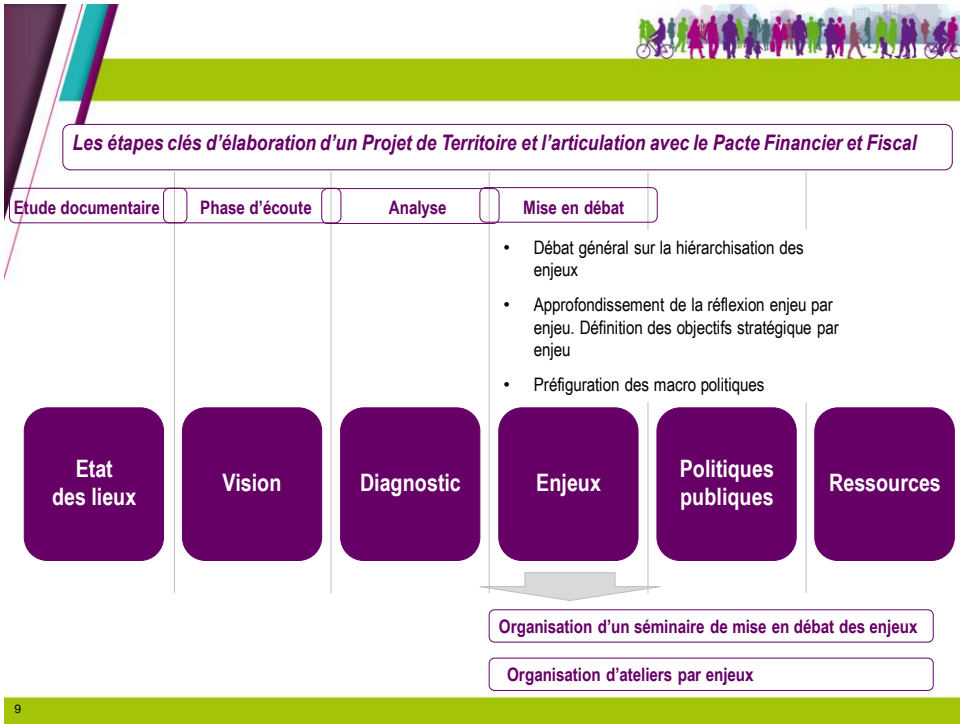 Les étapes clés d’élaboration d’un Projet de Territoire et l’articulation avec le Pacte Financier et Fiscal
Etude documentaire
Phase d’écoute
Analyse
Mise en débat
• Débat général sur la hiérarchisation des
enjeux
• Approfondissement de la réflexion enjeu par
enjeu. Définition des objectifs stratégique par
enjeu
• Préfiguration des macro politiques
Etat
des lieux
Vision
Diagnostic
Enjeux
Politiques
publiques
Ressources
Organisation d’un séminaire de mise en débat des enjeux
Organisation d’ateliers par enjeux
9